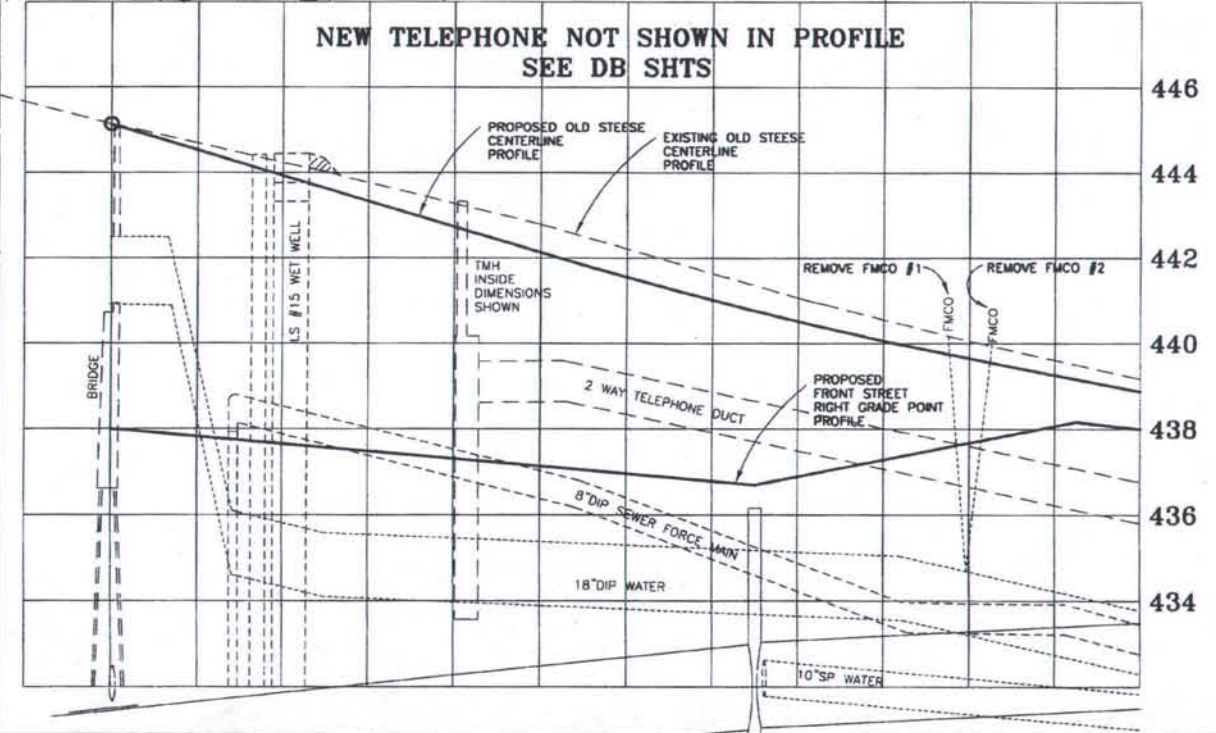 NEW TELEPHONE NOT SHOWN IN PROFILE
SEE DB SHTS
446
PROPOSED OLD STEESE
CENTERLINE
PROFILE
EXISTING OLD STEESE
CENTERLINE
PROFILE
444
LS #15 WET WELL
TMH
INSIDE
DIMENSIONS
SHOWN
442
REMOVE FMCO #1
REMOVE FMCO #2
FMCO
FMCO
440
BRIDGE
2 WAY TELEPHONE DUCT
PROPOSED
FRONT STREET
RIGHT GRADE POINT
PROFILE
438
8"DIP SEWER FORCE MAIN
436
18"DIP WATER
434
10"SP WATER